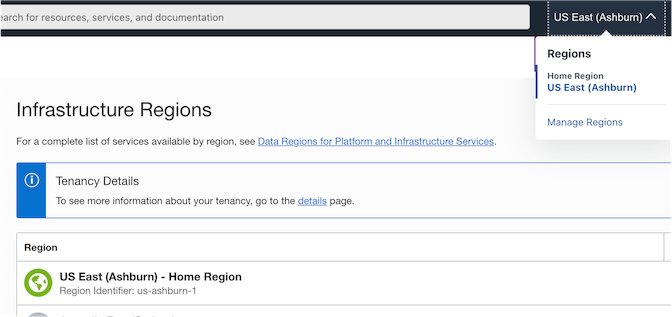 earch for resources, services, and documentation
US East (Ashburn)
Regions
Home Region
US East (Ashburn)
Manage Regions
Infrastructure Regions
For a complete list of services available by region, see Data Regions for Platform and Infrastructure Services.
Tenancy Details
To see more information about your tenancy, go to the details page.
Region
US East (Ashburn) - Home Region
Region Identifier: us-ashburn-1